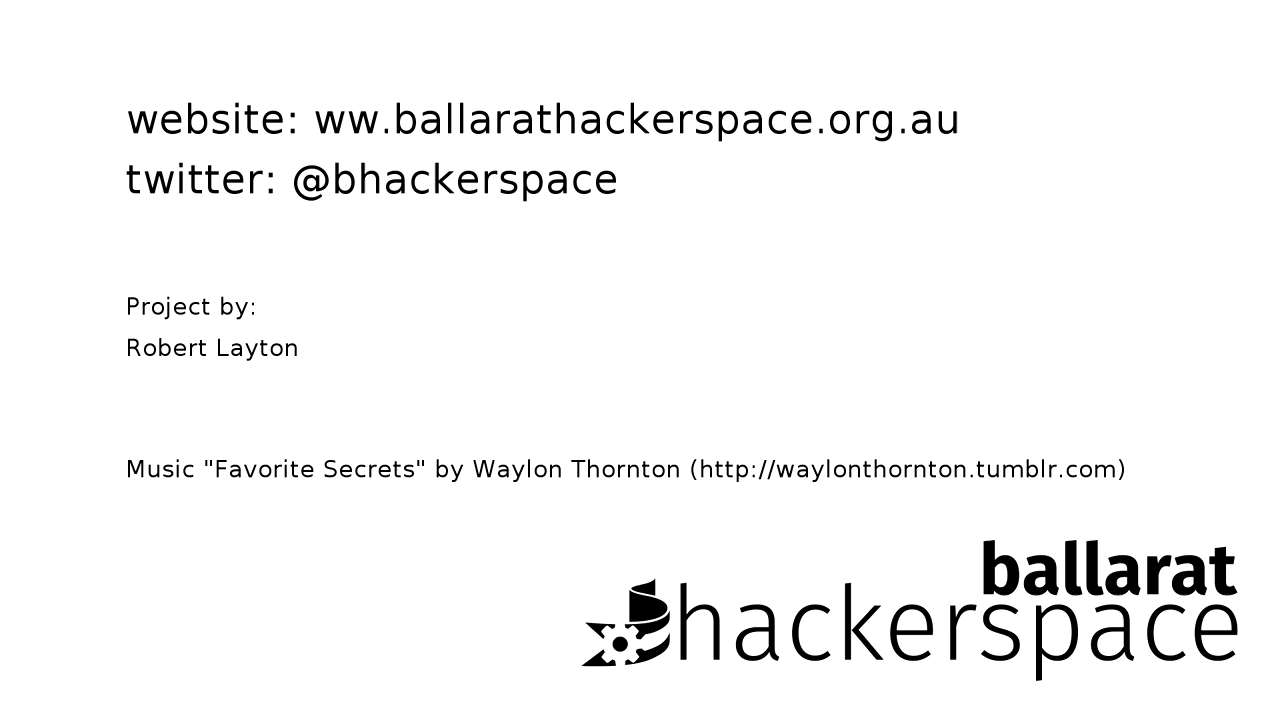 website: ww.ballarathackerspace.org.au
twitter: @bhackerspace
Project by:
Robert Layton
Music "Favorite Secrets" by Waylon Thornton (http://waylonthornton.tumblr.com)
ballarat
hackerspace